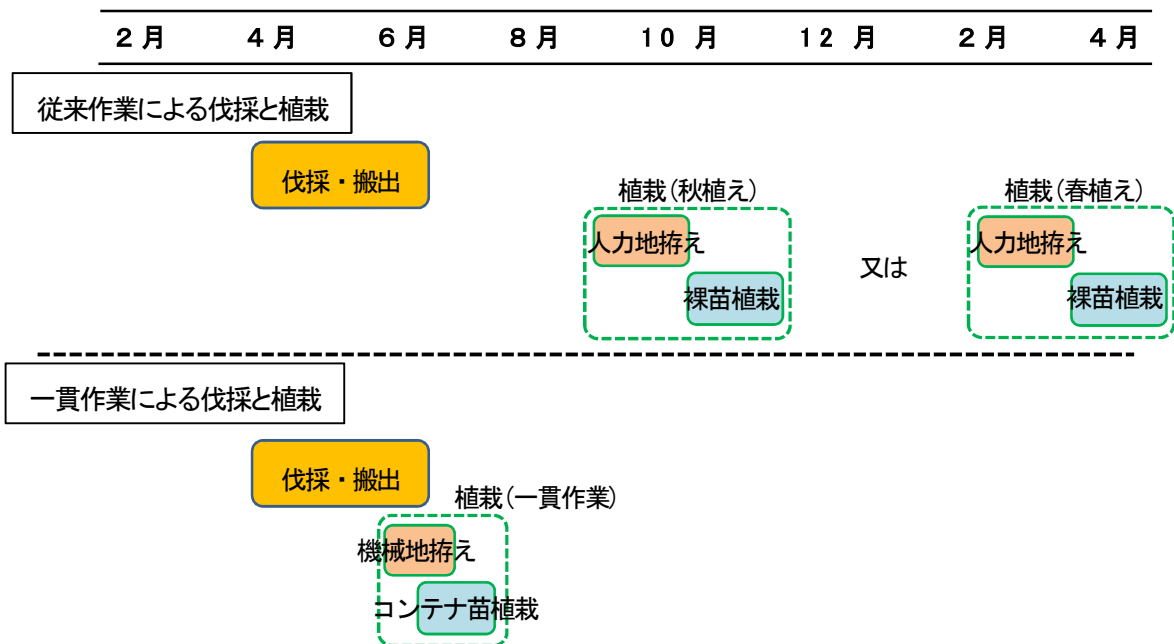 2月 4月 6月 8月 10月 12月 2月 4月
従来作業による伐採と植栽
伐採・搬出
植栽（秋植え）
人力地拵え
裸苗植栽
又は
植栽（春植え）
人力地拵え
裸苗植栽
一貫作業による伐採と植栽
伐採・搬出
植栽（一貫作業）
機械地拵え
コンテナ苗植栽